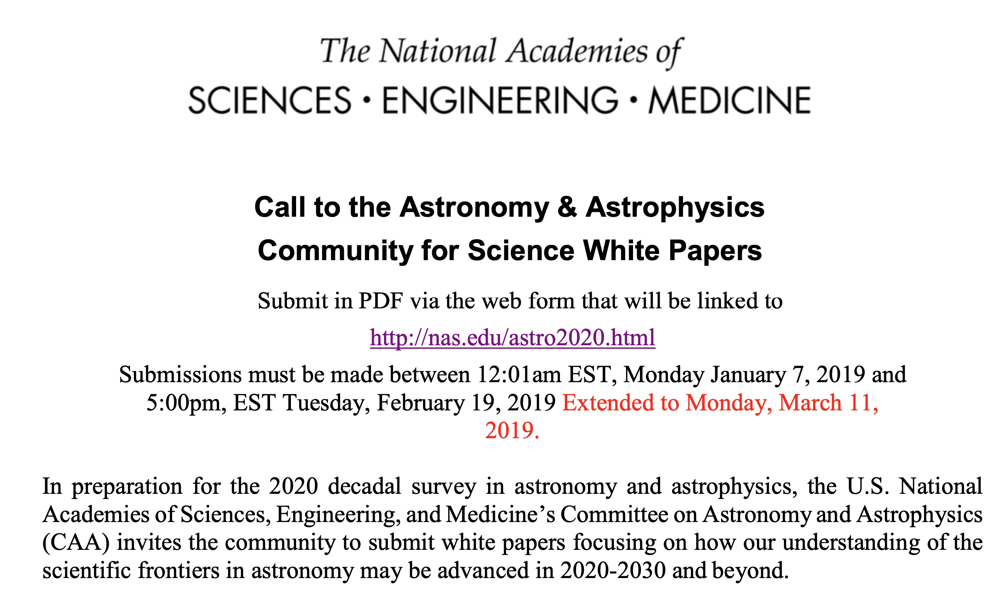 The National Academies of
SCIENCES • ENGINEERING • MEDICINE
Call to the Astronomy & Astrophysics
Community for Science White Papers
Submit in PDF via the web form that will be linked to
http://nas.edu/astro2020.html
Submissions must be made between 12:01am EST, Monday January 7, 2019 and
5:00pm, EST Tuesday, February 19, 2019 Extended to Monday, March 11,
2019.
In preparation for the 2020 decadal survey in astronomy and astrophysics, the U.S. National
Academies of Sciences, Engineering, and Medicine’s Committee on Astronomy and Astrophysics
(CAA) invites the community to submit white papers focusing on how our understanding of the
scientific frontiers in astronomy may be advanced in 2020-2030 and beyond.